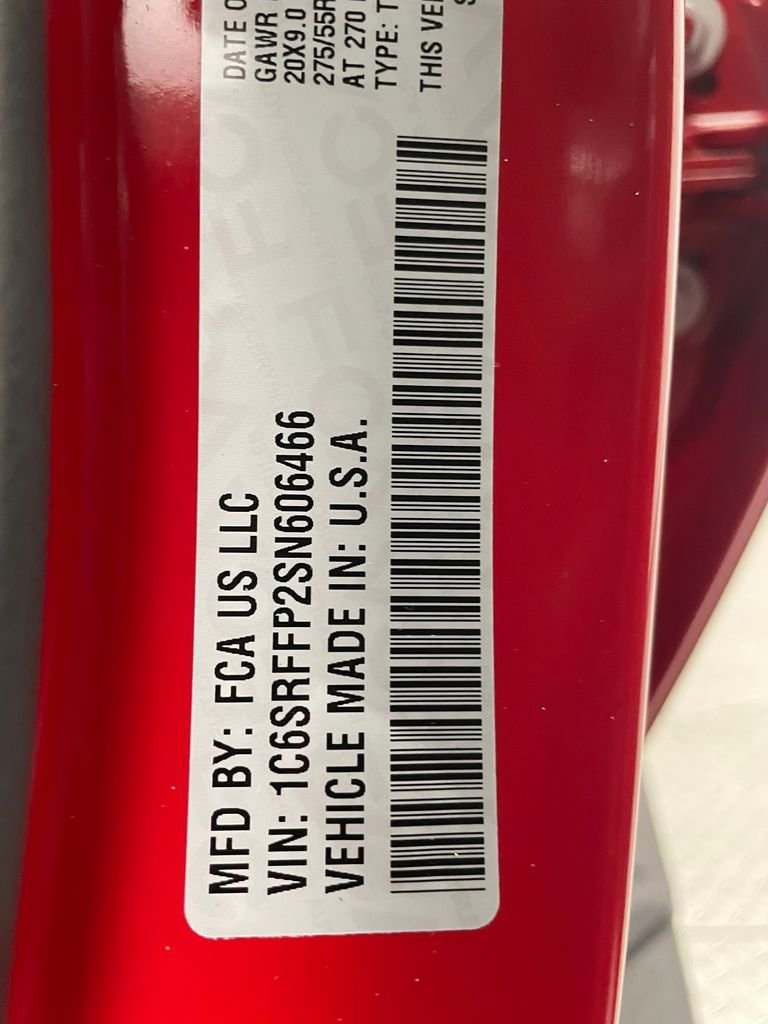 MFD BY: FCA US LLC
VIN: 1C6SRFFP2SN606466
VEHICLE MADE IN: U.S.A.
DATE O
GAWR
20X9.0
275/55R
AT 270
TYPE: T
THIS VE